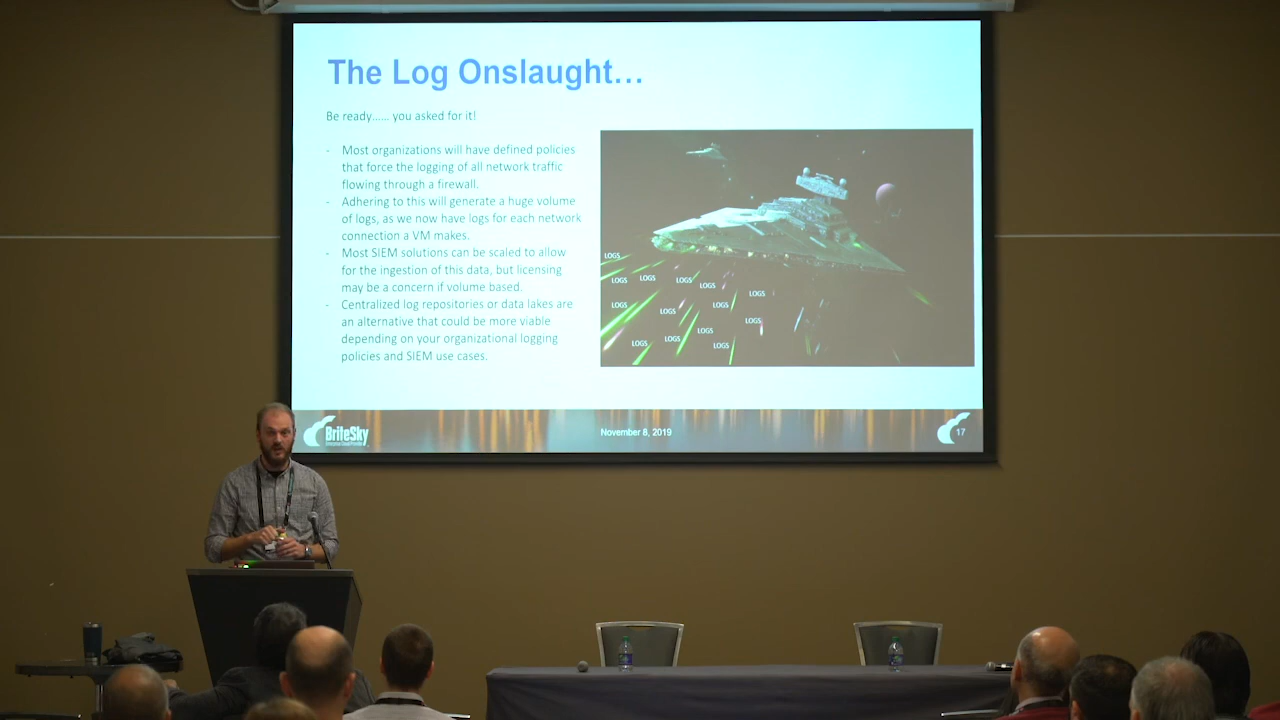 The Log Onslaught...
Be ready...... you asked for it!
- Most organizations will have defined policies
that force the logging of all network traffic
flowing through a firewall.
- Adhering to this will generate a huge volume
of logs, as we now have logs for each network
connection a VM makes.
- Most SIEM solutions can be scaled to allow
for the ingestion of this data, but licensing
may be a concern if volume based.
- Centralized log repositories or data lakes are
an alternative that could be more viable
depending on your organizational logging
policies and SIEM use cases.
LOGS
LOGS
LOGS
LOGS
LOGS
LOGS
LOGS
LOGS
LOGS
LOGS
LOGS
LOGS
LOGS
LOGS
BriteSky
November 8, 2019
17